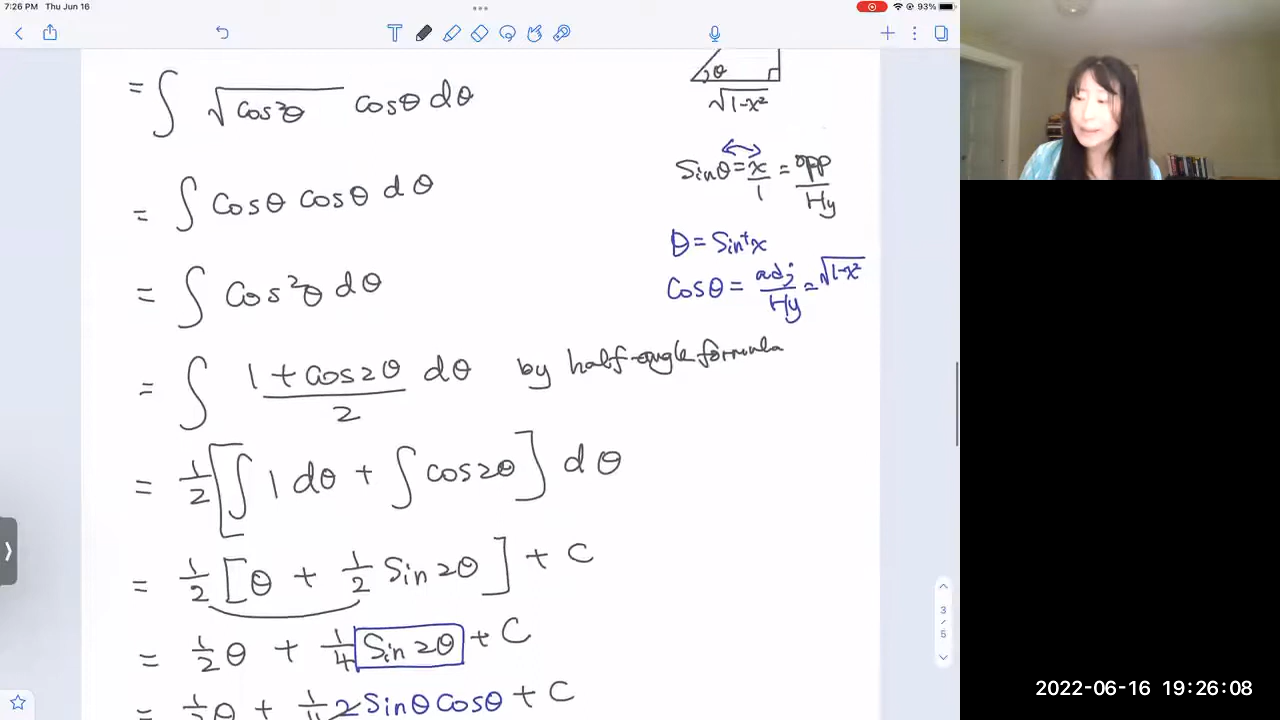 7:26 PM Thu Jun 16
93%
= ∫ √cos²θ cosθ dθ
= ∫ cosθ cosθ dθ
= ∫ cos²θ dθ
= ∫ (1 + cos2θ)/2 dθ by half-angle formula
= 1/2 [∫ 1 dθ + ∫ cos2θ] dθ
= 1/2 [θ + 1/2 Sin 2θ] + C
= 1/2 θ + 1/4 Sin 2θ + C
= 1/2 θ + 1/4 2 Sinθ Cosθ + C
θ
√1-x²
Sinθ = x/1 = opp/Hy
θ = Sin⁻¹x
Cosθ = adj/Hy = √1-x²
3
/
5
2022-06-16 19:26:08